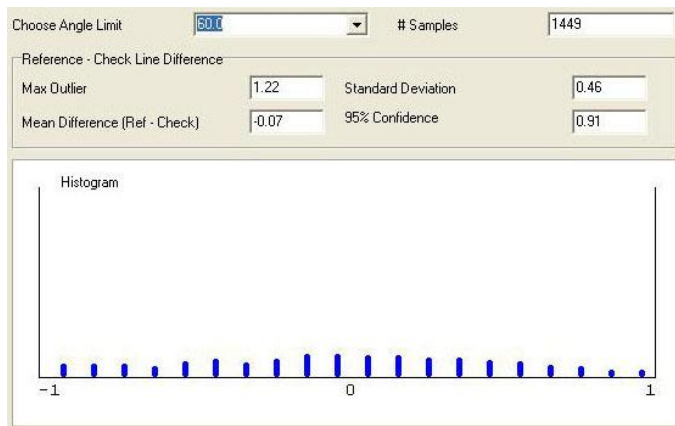 Choose Angle Limit 60.0 # Samples 1449
Reference - Check Line Difference
Max Outlier 1.22 Standard Deviation 0.46
Mean Difference (Ref - Check) -0.07 95% Confidence 0.91
Histogram
-1 0 1